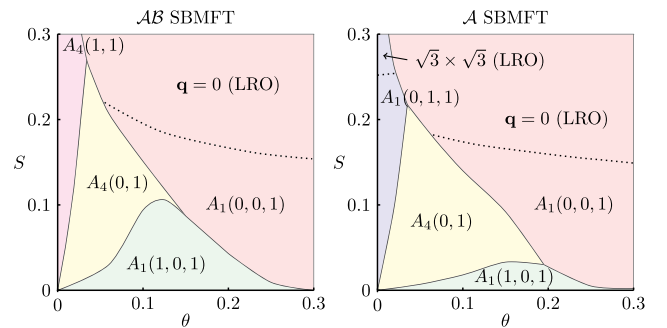 𝒜ℬ SBMFT
0.3
0.2
S
0.1
0
A₄(1, 1)
q = 0 (LRO)
A₄(0, 1)
A₁(0, 0, 1)
A₁(1, 0, 1)
0
0.1
0.2
0.3
θ
𝒜 SBMFT
0.3
0.2
S
0.1
0
√3 × √3 (LRO)
A₁(0, 1, 1)
q = 0 (LRO)
A₁(0, 0, 1)
A₄(0, 1)
A₁(1, 0, 1)
0
0.1
0.2
0.3
θ